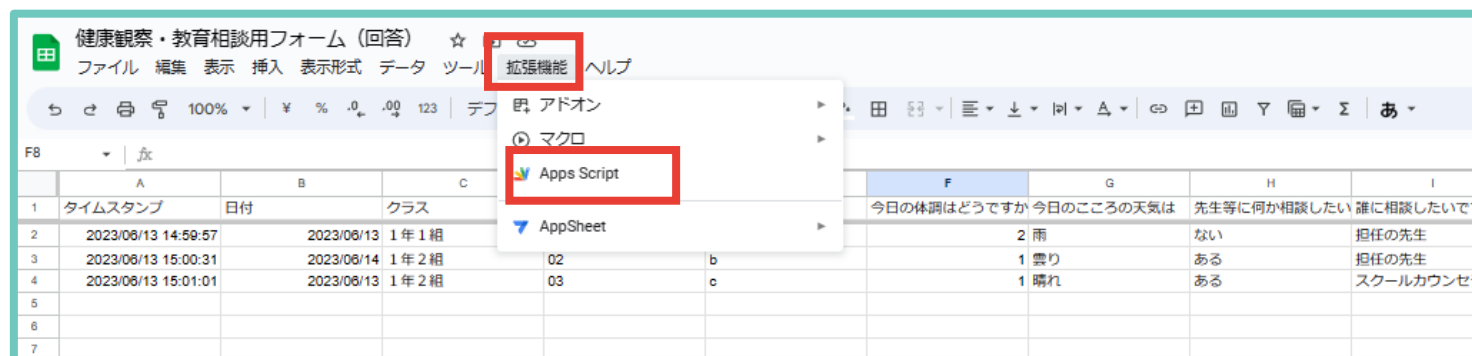 健康観察・教育相談用フォーム（回答）
ファイル 編集 表示 挿入 表示形式 データ ツール 拡張機能 ヘルプ
100% ¥ % .0 .00 123 デフ あ
アドオン
マクロ
Apps Script
AppSheet
F8 fx
A B C F G H I
1 タイムスタンプ 日付 クラス 今日の体調はどうですか 今日のこころの天気は 先生等に何か相談したい 誰に相談したいで
2 2023/06/13 14:59:57 2023/06/13 1年1組 2 雨 ない 担任の先生
3 2023/06/13 15:00:31 2023/06/14 1年2組 02 b 1 雲り ある 担任の先生
4 2023/06/13 15:01:01 2023/06/13 1年2組 03 c 1 晴れ ある スクールカウンセ
5
6
7